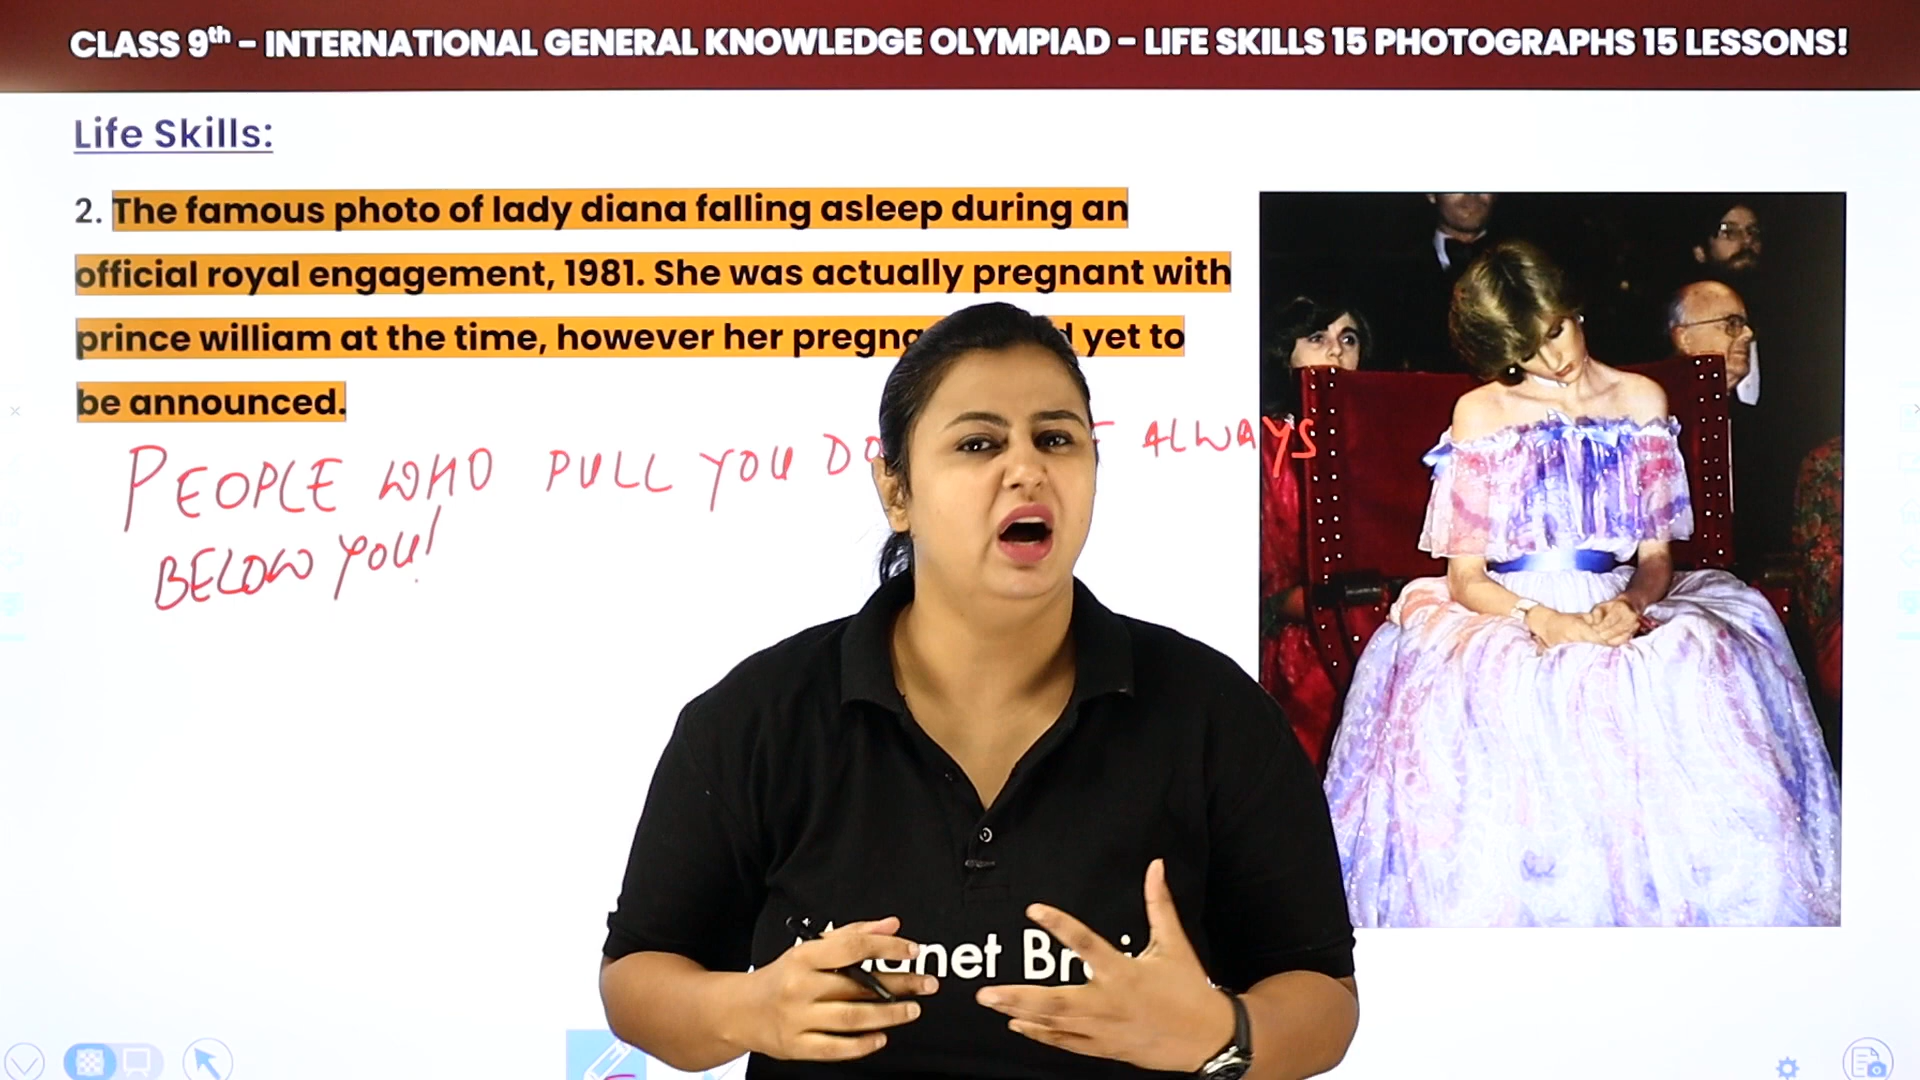 CLASS 9th - INTERNATIONAL GENERAL KNOWLEDGE OLYMPIAD - LIFE SKILLS 15 PHOTOGRAPHS 15 LESSONS!
Life Skills:
2. The famous photo of lady diana falling asleep during an
official royal engagement, 1981. She was actually pregnant with
prince william at the time, however her yet to
be announced.
PEOPLE WHO PULL YOU ALWAYS
BELOW YOU!